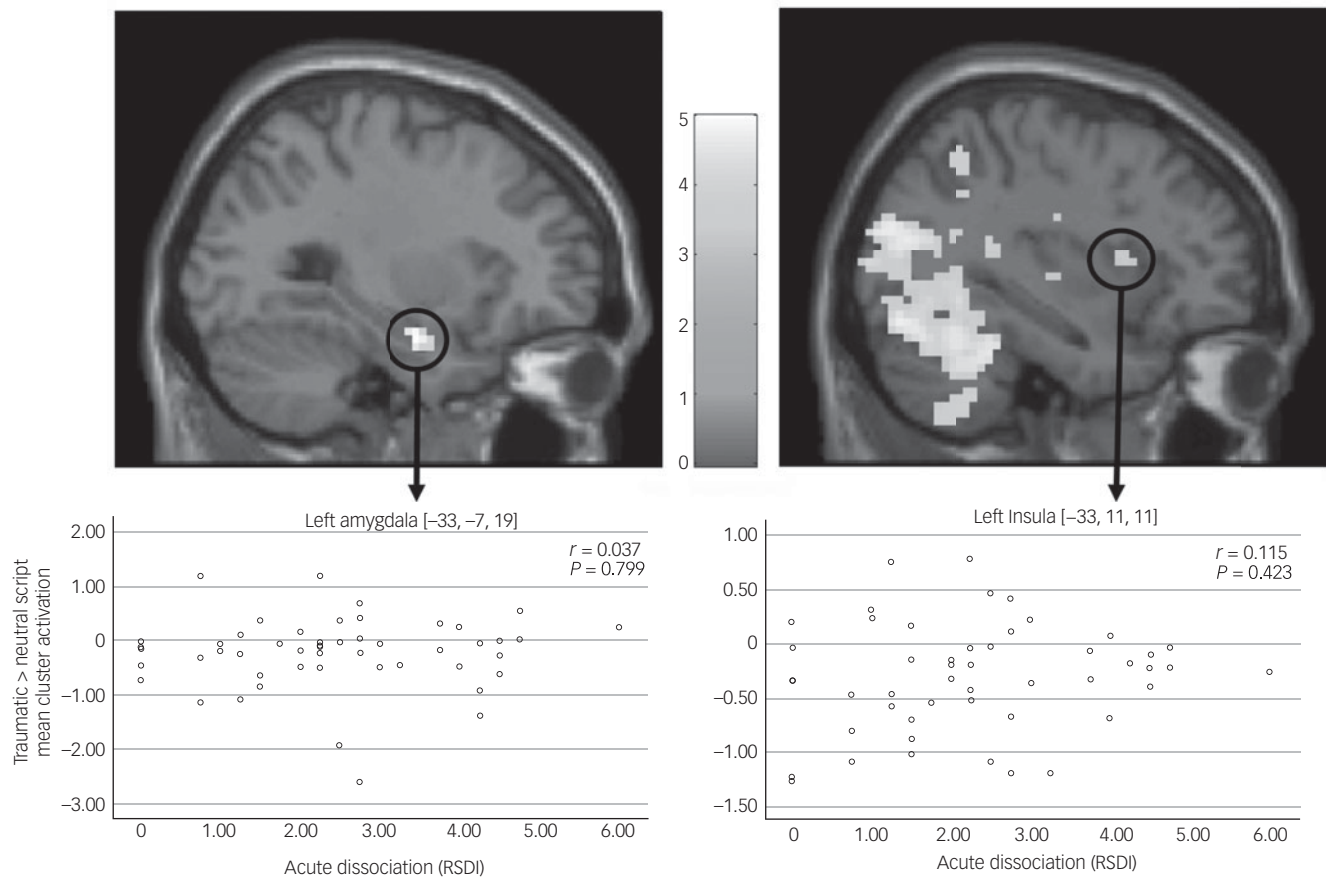 5
4
3
2
1
0
Left amygdala [–33, –7, 19]
r = 0.037
P = 0.799
Traumatic > neutral script
mean cluster activation
2.00
1.00
0
–1.00
–2.00
–3.00
0 1.00 2.00 3.00 4.00 5.00 6.00
Acute dissociation (RSDI)
Left Insula [–33, 11, 11]
r = 0.115
P = 0.423
1.00
0.50
0
–0.50
–1.00
–1.50
0 1.00 2.00 3.00 4.00 5.00 6.00
Acute dissociation (RSDI)